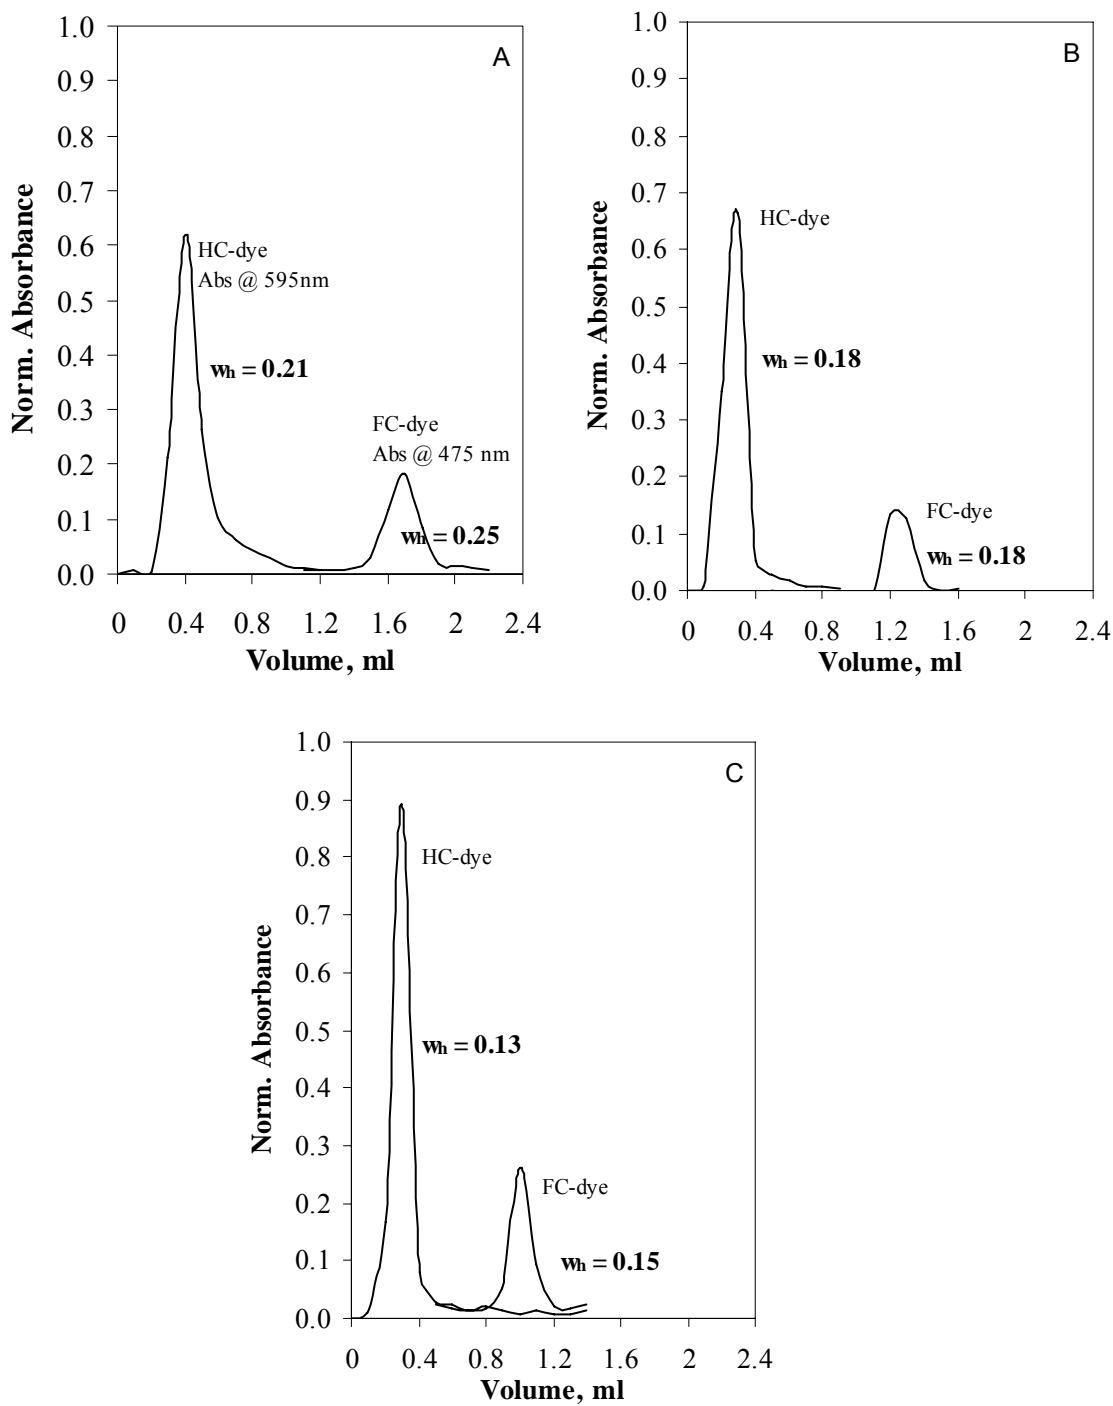 A
1.0
0.9
0.8
0.7
0.6
0.5
0.4
0.3
0.2
0.1
0.0
Norm. Absorbance
HC-dye
Abs @ 595nm
wh = 0.21
FC-dye
Abs @ 475 nm
wh = 0.25
0 0.4 0.8 1.2 1.6 2 2.4
Volume, ml
B
1.0
0.9
0.8
0.7
0.6
0.5
0.4
0.3
0.2
0.1
0.0
Norm. Absorbance
HC-dye
wh = 0.18
FC-dye
wh = 0.18
0 0.4 0.8 1.2 1.6 2 2.4
Volume, ml
C
1.0
0.9
0.8
0.7
0.6
0.5
0.4
0.3
0.2
0.1
0.0
Norm. Absorbance
HC-dye
wh = 0.13
FC-dye
wh = 0.15
0 0.4 0.8 1.2 1.6 2 2.4
Volume, ml